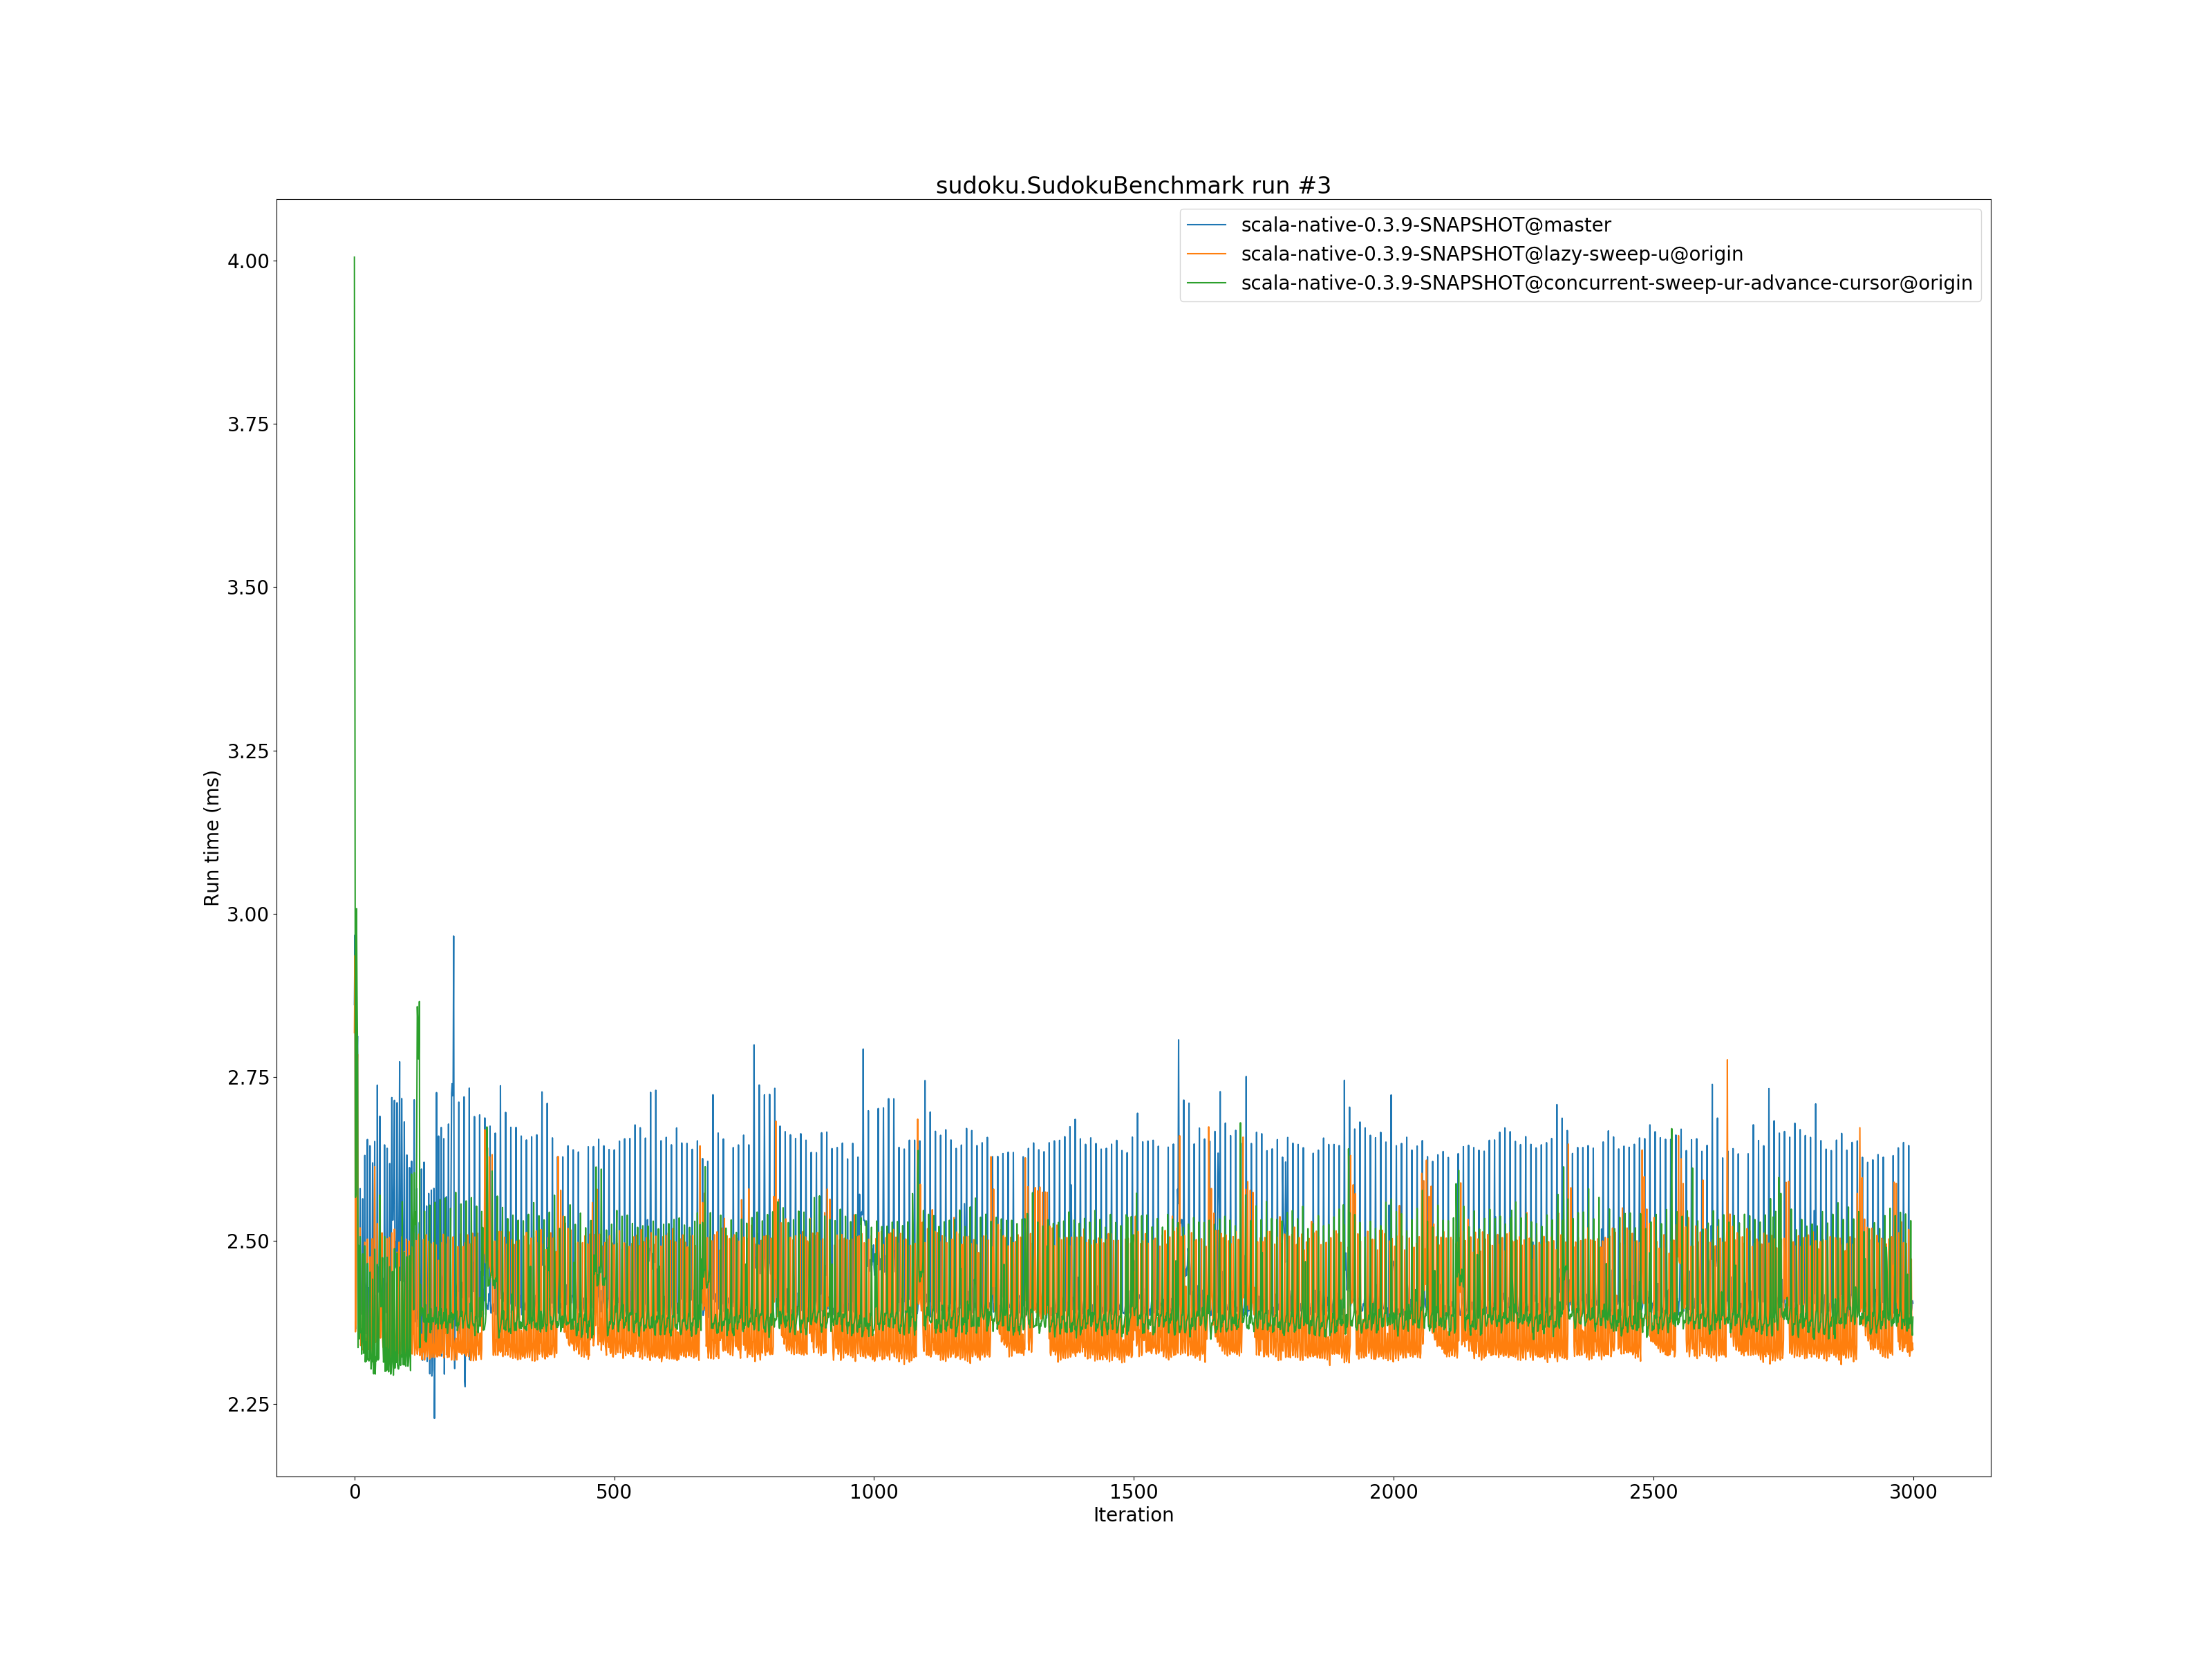 sudoku.SudokuBenchmark run #3
scala-native-0.3.9-SNAPSHOT@master
scala-native-0.3.9-SNAPSHOT@lazy-sweep-u@origin
scala-native-0.3.9-SNAPSHOT@concurrent-sweep-ur-advance-cursor@origin
4.00
3.75
3.50
3.25
3.00
2.75
2.50
2.25
Run time (ms)
0 500 1000 1500 2000 2500 3000
Iteration